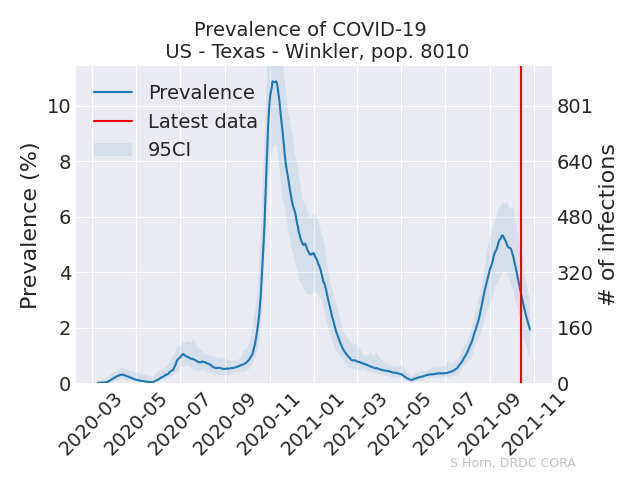 Prevalence of COVID-19
US - Texas - Winkler, pop. 8010
Prevalence
Latest data
95CI
Prevalence (%)
10
8
6
4
2
0
801
640
480
320
160
0
# of infections
2020-03
2020-05
2020-07
2020-09
2020-11
2021-01
2021-03
2021-05
2021-07
2021-09
2021-11
S Horn, DRDC CORA